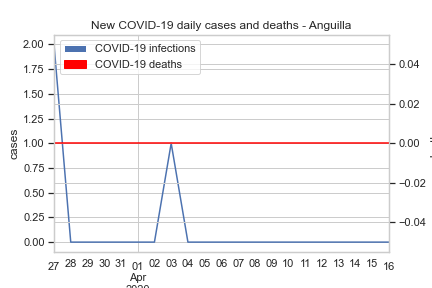 New COVID-19 daily cases and deaths - Anguilla
COVID-19 infections
COVID-19 deaths
cases
2.00
1.75
1.50
1.25
1.00
0.75
0.50
0.25
0.00
0.04
0.02
0.00
−0.02
−0.04
27 28 29 30 31 01 02 03 04 05 06 07 08 09 10 11 12 13 14 15 16
Apr